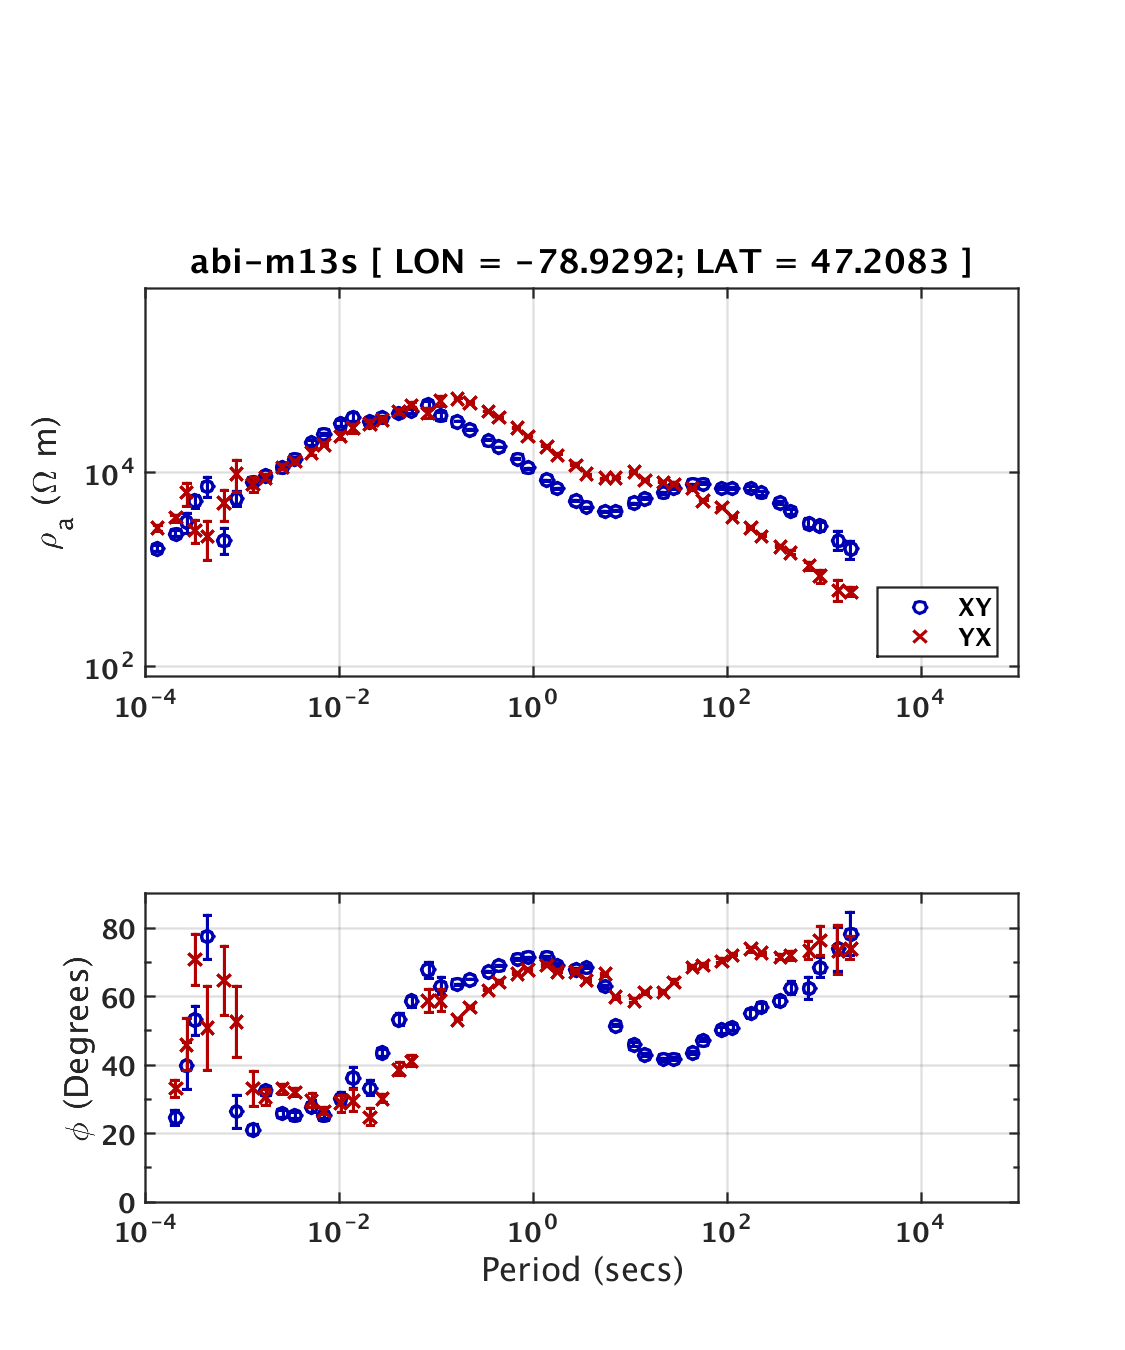 abi-m13s [ LON = -78.9292; LAT = 47.2083 ]
ρa (Ω m)
10^4
10^2
10^-4 10^-2 10^0 10^2 10^4
XY
YX
ϕ (Degrees)
80
60
40
20
0
10^-4 10^-2 10^0 10^2 10^4
Period (secs)